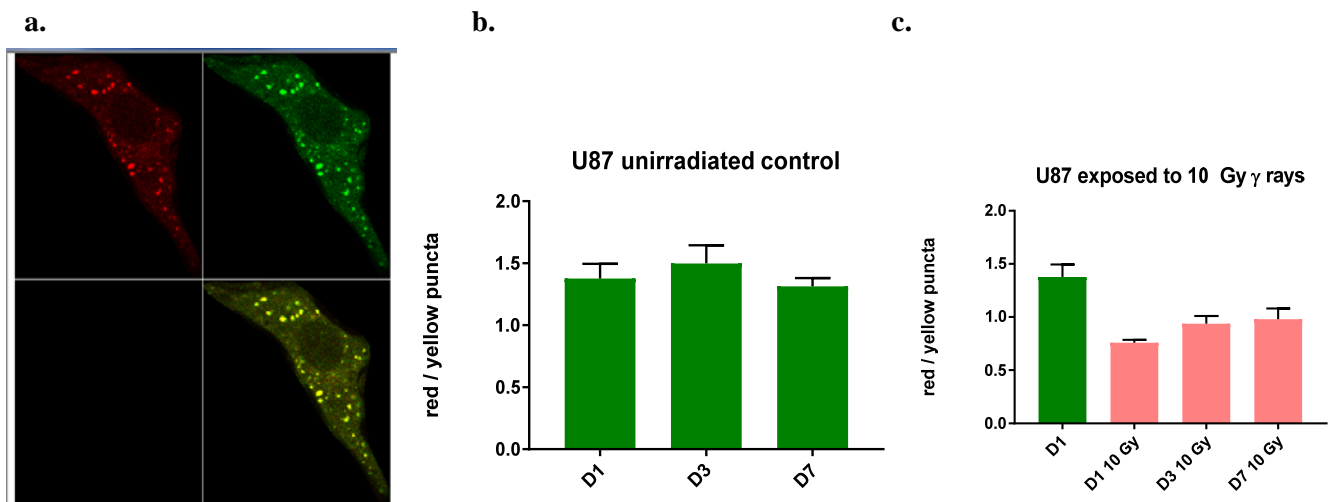 a.
b.
c.
U87 unirradiated control
red / yellow puncta
2.0
1.5
1.0
0.5
0.0
D1
D3
D7
U87 exposed to 10 Gy γ rays
red / yellow puncta
2.0
1.5
1.0
0.5
0.0
D1
D1 10 Gy
D3 10 Gy
D7 10 Gy